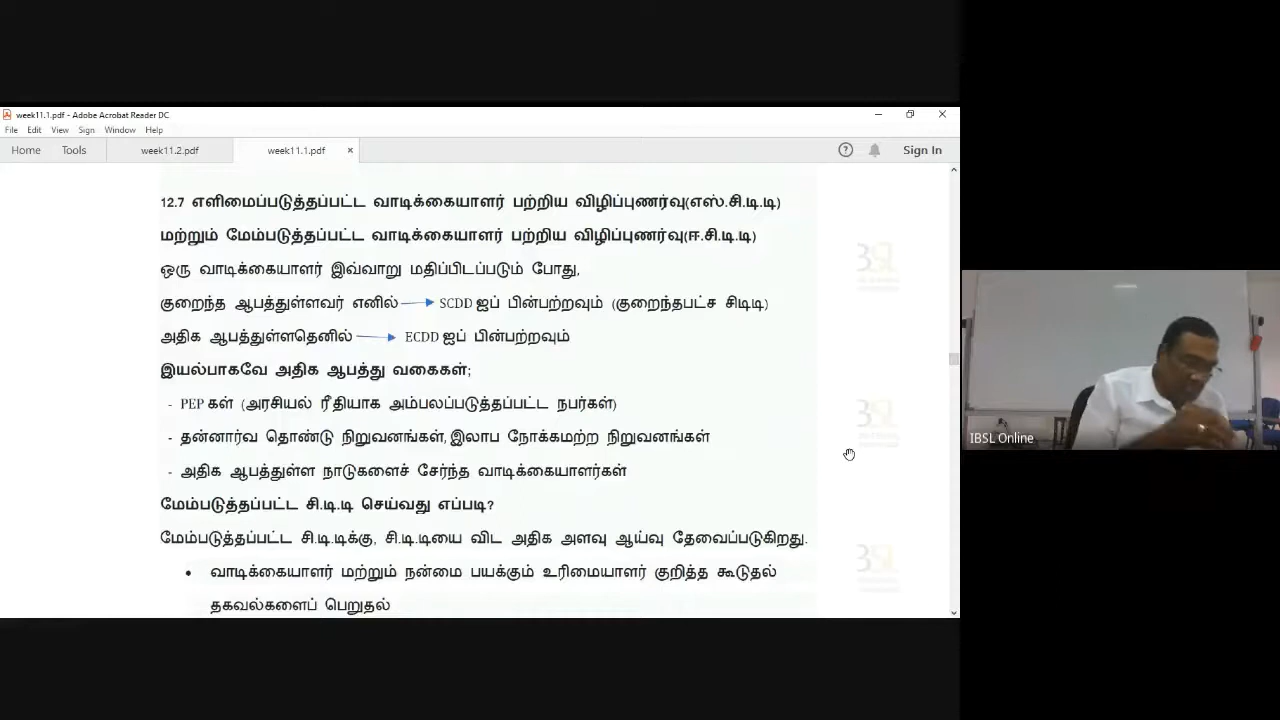 week11.1.pdf - Adobe Acrobat Reader DC
File Edit View Sign Window Help
Home Tools week11.2.pdf week11.1.pdf × Sign In
12.7 எளிமைப்படுத்தப்பட்ட வாடிக்கையாளர் பற்றிய விழிப்புணர்வு(எஸ்.சி.டி.டி)
மற்றும் மேம்படுத்தப்பட்ட வாடிக்கையாளர் பற்றிய விழிப்புணர்வு(ஈ.சி.டி.டி)
ஒரு வாடிக்கையாளர் இவ்வாறு மதிப்பிடப்படும் போது,
குறைந்த ஆபத்துள்ளவர் எனில் → SCDD ஐப் பின்பற்றவும் (குறைந்தபட்ச சிடிடி)
அதிக ஆபத்துள்ளதெனில் → ECDD ஐப் பின்பற்றவும்
இயல்பாகவே அதிக ஆபத்து வகைகள்;
- PEP கள் (அரசியல் ரீதியாக அம்பலப்படுத்தப்பட்ட நபர்கள்)
- தன்னார்வ தொண்டு நிறுவனங்கள், இலாப நோக்கமற்ற நிறுவனங்கள்
- அதிக ஆபத்துள்ள நாடுகளைச் சேர்ந்த வாடிக்கையாளர்கள்
மேம்படுத்தப்பட்ட சி.டி.டி செய்வது எப்படி?
மேம்படுத்தப்பட்ட சி.டி.டிக்கு, சி.டி.டியை விட அதிக அளவு ஆய்வு தேவைப்படுகிறது.
• வாடிக்கையாளர் மற்றும் நன்மை பயக்கும் உரிமையாளர் குறித்த கூடுதல்
தகவல்களைப் பெறுதல்
IBSL Online